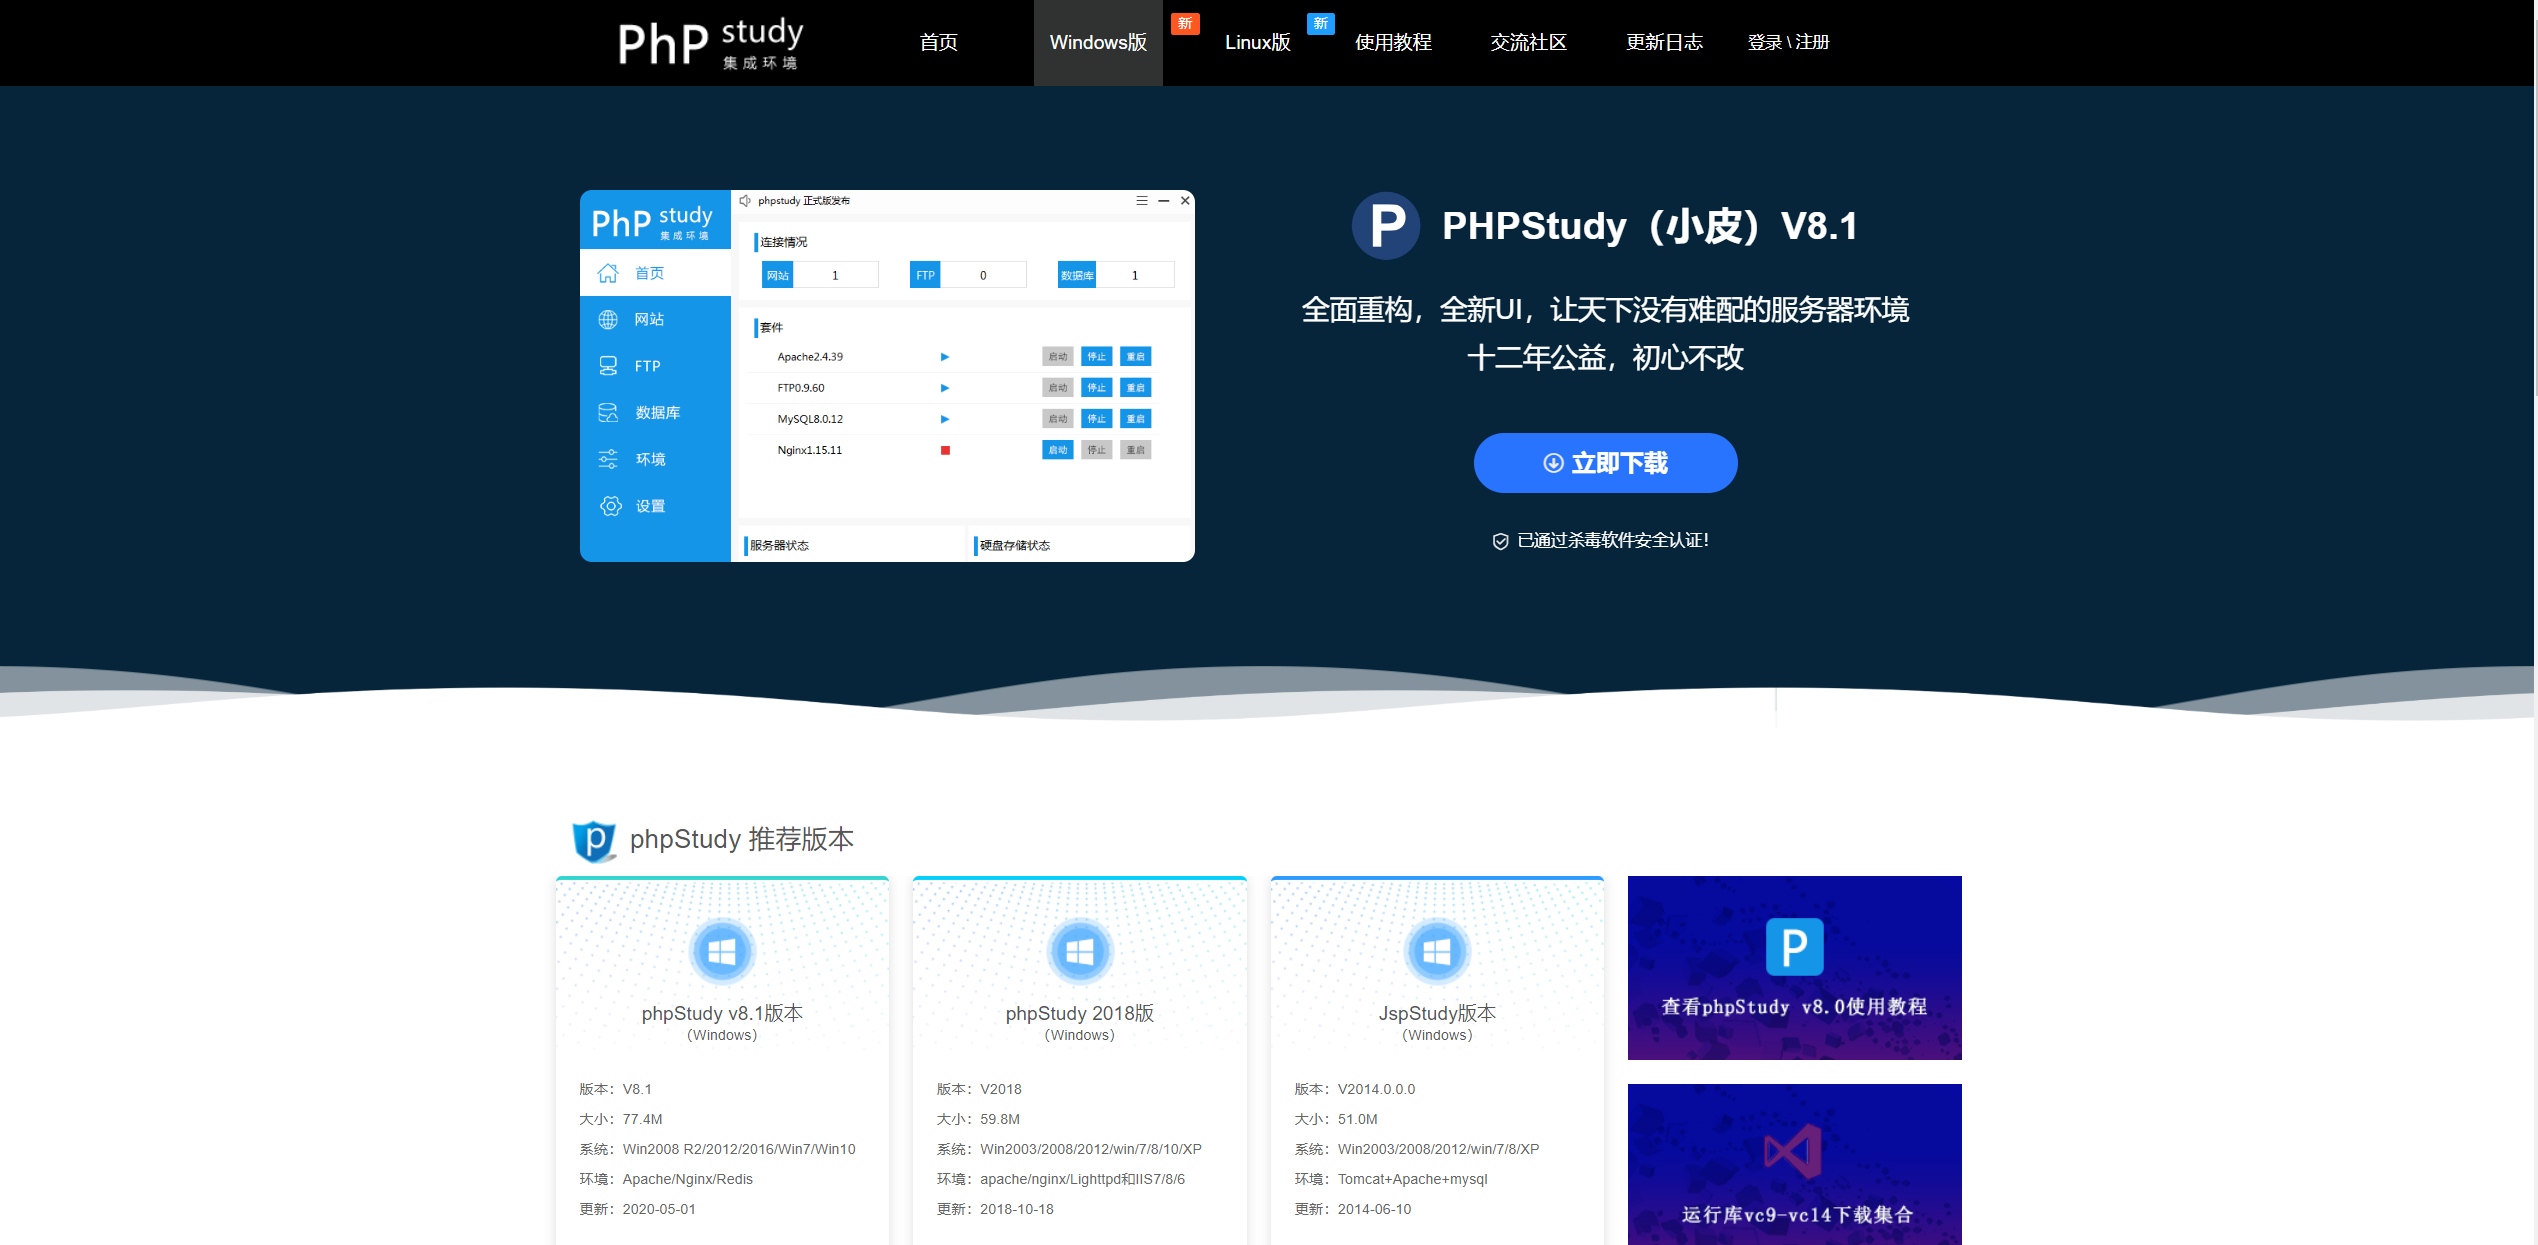 PhP study
集成环境
首页
Windows版
新
Linux版
新
使用教程
交流社区
更新日志
登录 \ 注册
PhP study
集成环境
首页
网站
FTP
数据库
环境
设置
phpstudy 正式版发布
连接情况
网站 1
FTP 0
数据库 1
套件
Apache2.4.39 启动 停止 重启
FTP0.9.60 启动 停止 重启
MySQL8.0.12 启动 停止 重启
Nginx1.15.11 启动 停止 重启
服务器状态
硬盘存储状态
P PHPStudy（小皮）V8.1
全面重构，全新UI，让天下没有难配的服务器环境
十二年公益，初心不改
立即下载
已通过杀毒软件安全认证！
p phpStudy 推荐版本
phpStudy v8.1版本
（Windows）
版本：V8.1
大小：77.4M
系统：Win2008 R2/2012/2016/Win7/Win10
环境：Apache/Nginx/Redis
更新：2020-05-01
phpStudy 2018版
（Windows）
版本：V2018
大小：59.8M
系统：Win2003/2008/2012/win/7/8/10/XP
环境：apache/nginx/Lighttpd和IIS7/8/6
更新：2018-10-18
JspStudy版本
（Windows）
版本：V2014.0.0.0
大小：51.0M
系统：Win2003/2008/2012/win/7/8/XP
环境：Tomcat+Apache+mysql
更新：2014-06-10
P
查看phpStudy v8.0使用教程
运行库vc9-vc14下载集合